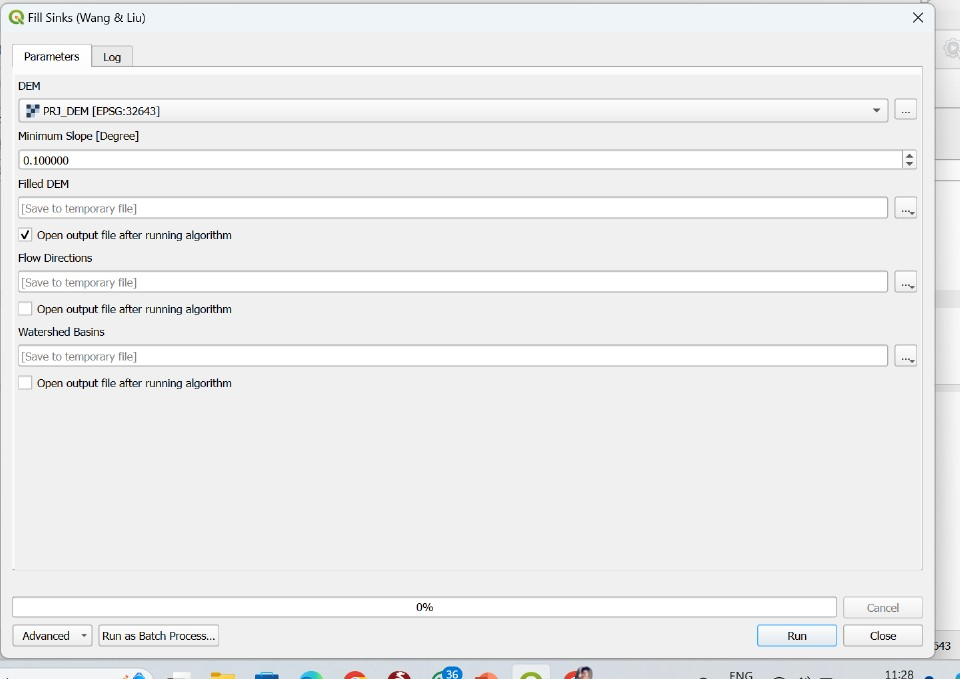 Fill Sinks (Wang & Liu)
Parameters
Log
DEM
PRJ_DEM [EPSG:32643]
...
Minimum Slope [Degree]
0.100000
Filled DEM
[Save to temporary file]
...
Open output file after running algorithm
Flow Directions
[Save to temporary file]
...
Open output file after running algorithm
Watershed Basins
[Save to temporary file]
...
Open output file after running algorithm
0%
Cancel
Advanced
Run as Batch Process...
Run
Close
643
36
ENG
11:28